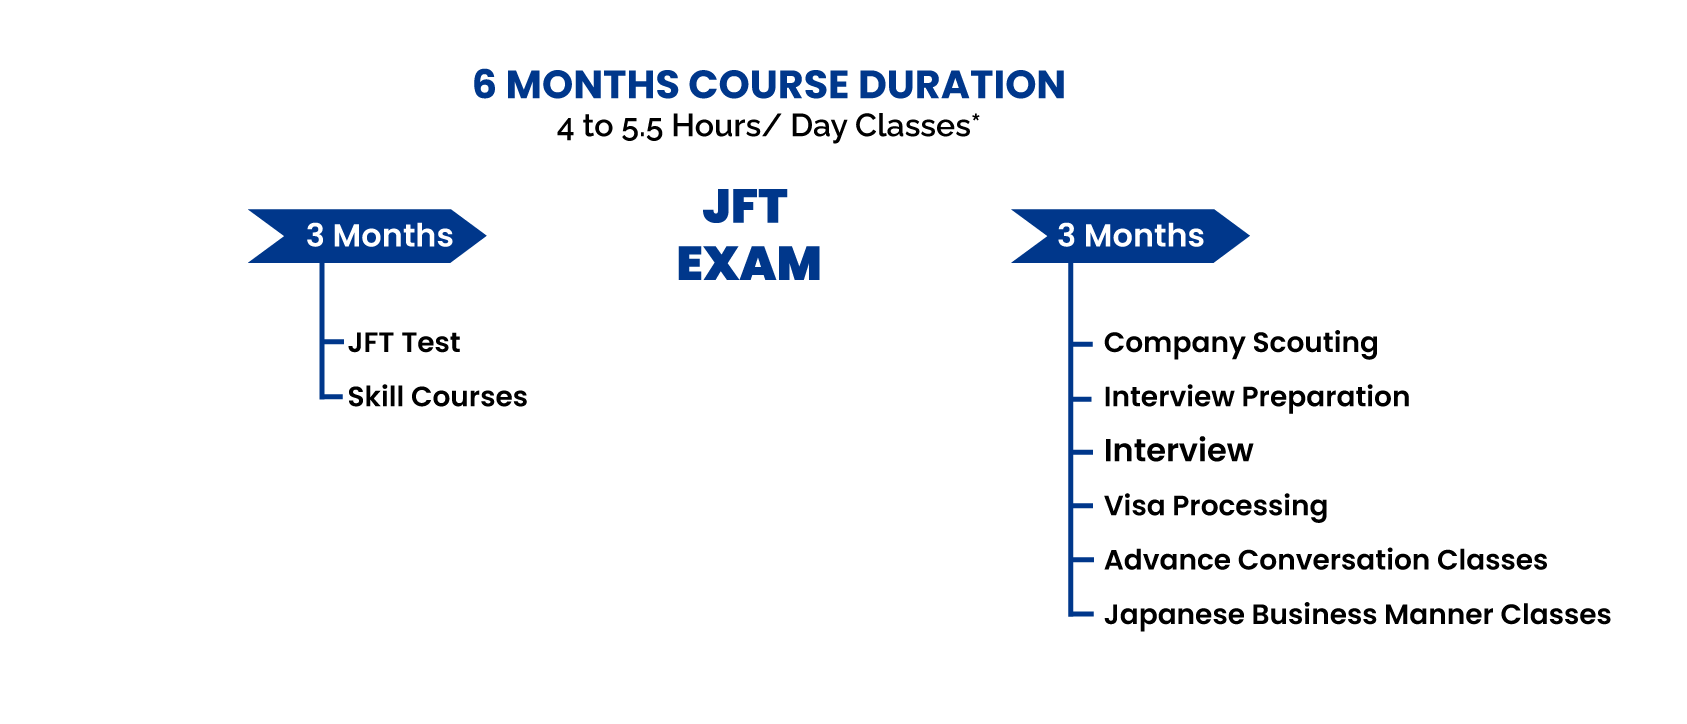 6 MONTHS COURSE DURATION
4 to 5.5 Hours/ Day Classes*
3 Months
JFT Test
Skill Courses
JFT
EXAM
3 Months
Company Scouting
Interview Preparation
Interview
Visa Processing
Advance Conversation Classes
Japanese Business Manner Classes